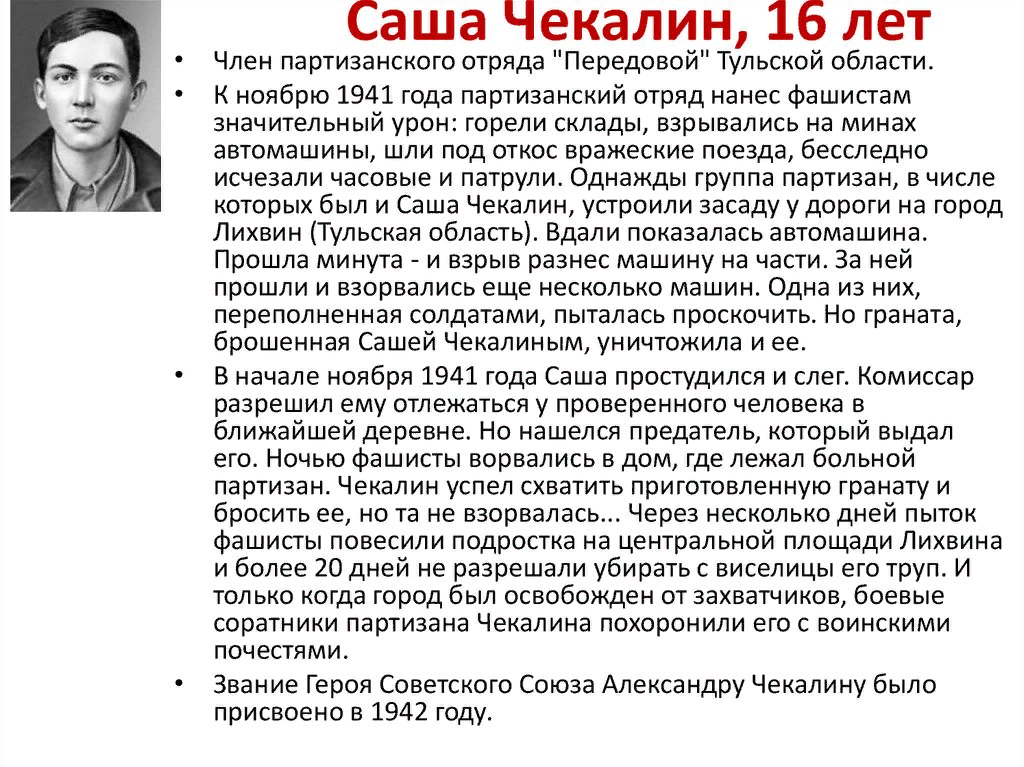 Саша Чекалин, 16 лет
• Член партизанского отряда "Передовой" Тульской области.
• К ноябрю 1941 года партизанский отряд нанес фашистам
значительный урон: горели склады, взрывались на минах
автомашины, шли под откос вражеские поезда, бесследно
исчезали часовые и патрули. Однажды группа партизан, в числе
которых был и Саша Чекалин, устроили засаду у дороги на город
Лихвин (Тульская область). Вдали показалась автомашина.
Прошла минута - и взрыв разнес машину на части. За ней
прошли и взорвались еще несколько машин. Одна из них,
переполненная солдатами, пыталась проскочить. Но граната,
брошенная Сашей Чекалиным, уничтожила и ее.
• В начале ноября 1941 года Саша простудился и слег. Комиссар
разрешил ему отлежаться у проверенного человека в
ближайшей деревне. Но нашелся предатель, который выдал
его. Ночью фашисты ворвались в дом, где лежал больной
партизан. Чекалин успел схватить приготовленную гранату и
бросить ее, но та не взорвалась... Через несколько дней пыток
фашисты повесили подростка на центральной площади Лихвина
и более 20 дней не разрешали убирать с виселицы его труп. И
только когда город был освобожден от захватчиков, боевые
соратники партизана Чекалина похоронили его с воинскими
почестями.
• Звание Героя Советского Союза Александру Чекалину было
присвоено в 1942 году.